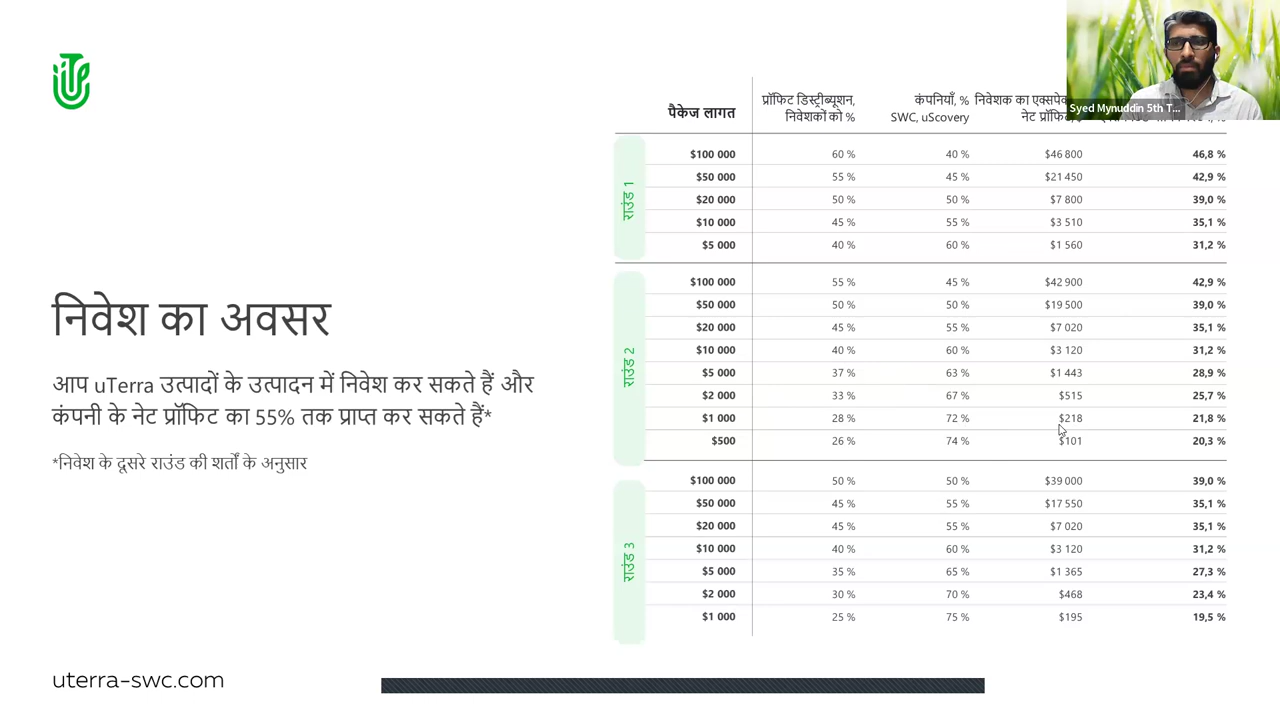 Syed Mynuddin 5th T...
पैकेज लागत
प्रॉफिट डिस्ट्रीब्यूशन,
निवेशकों को %
कंपनियाँ, %
SWC, uScovery
निवेशक का
नेट प्रॉफिट,
राउंड 1
$100 000 60 % 40 % $46 800 46,8 %
$50 000 55 % 45 % $21 450 42,9 %
$20 000 50 % 50 % $7 800 39,0 %
$10 000 45 % 55 % $3 510 35,1 %
$5 000 40 % 60 % $1 560 31,2 %
राउंड 2
$100 000 55 % 45 % $42 900 42,9 %
$50 000 50 % 50 % $19 500 39,0 %
$20 000 45 % 55 % $7 020 35,1 %
$10 000 40 % 60 % $3 120 31,2 %
$5 000 37 % 63 % $1 443 28,9 %
$2 000 33 % 67 % $515 25,7 %
$1 000 28 % 72 % $218 21,8 %
$500 26 % 74 % $101 20,3 %
राउंड 3
$100 000 50 % 50 % $39 000 39,0 %
$50 000 45 % 55 % $17 550 35,1 %
$20 000 45 % 55 % $7 020 35,1 %
$10 000 40 % 60 % $3 120 31,2 %
$5 000 35 % 65 % $1 365 27,3 %
$2 000 30 % 70 % $468 23,4 %
$1 000 25 % 75 % $195 19,5 %
निवेश का अवसर
आप uTerra उत्पादों के उत्पादन में निवेश कर सकते हैं और
कंपनी के नेट प्रॉफिट का 55% तक प्राप्त कर सकते हैं*
*निवेश के दूसरे राउंड की शर्तों के अनुसार
uterra-swc.com